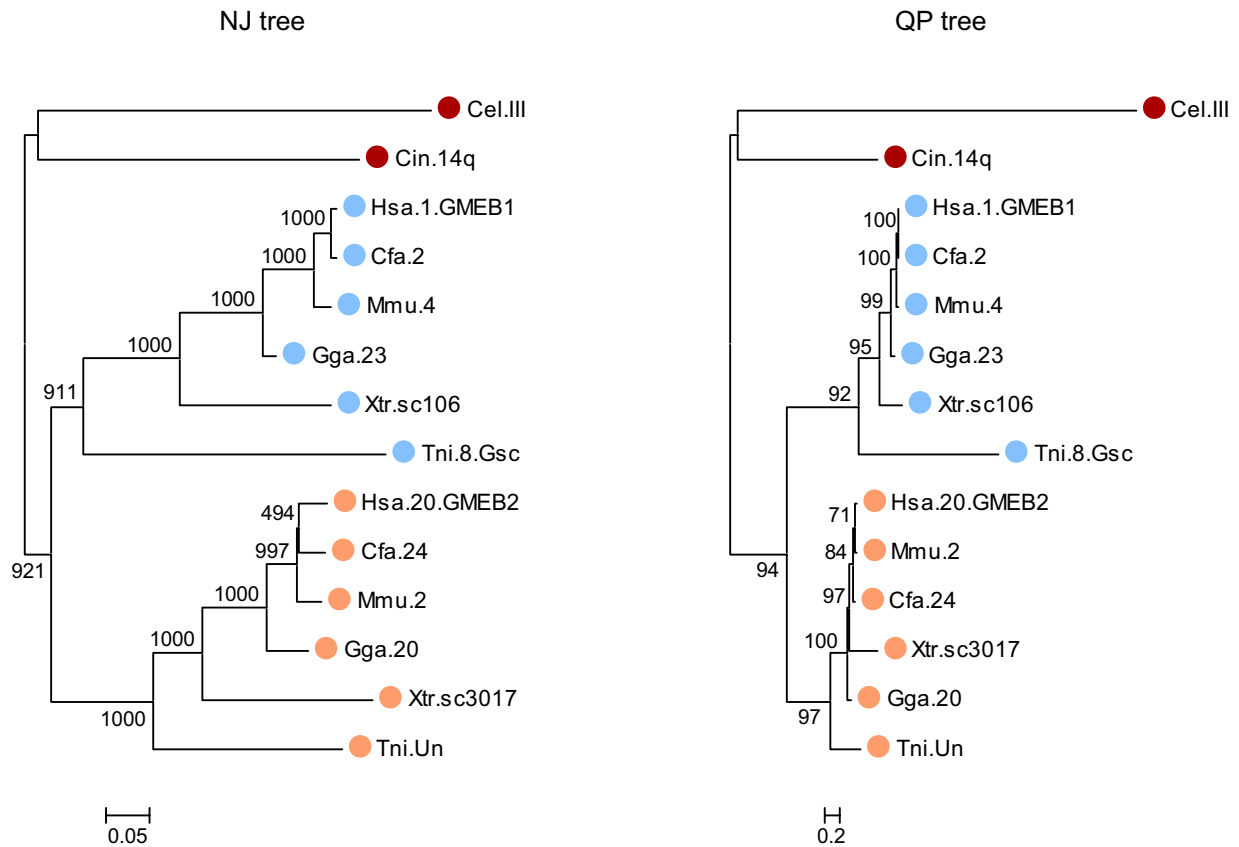 NJ tree
Cel.III
Cin.14q
Hsa.1.GMEB1
1000
Cfa.2
1000
Mmu.4
1000
Gga.23
1000
Xtr.sc106
911
Tni.8.Gsc
Hsa.20.GMEB2
494
Cfa.24
997
921
Mmu.2
1000
Gga.20
1000
Xtr.sc3017
1000
Tni.Un
0.05
QP tree
Cel.III
Cin.14q
Hsa.1.GMEB1
100
Cfa.2
100
Mmu.4
99
Gga.23
95
Xtr.sc106
92
Tni.8.Gsc
Hsa.20.GMEB2
71
Mmu.2
84
94
Cfa.24
97
Xtr.sc3017
100
Gga.20
97
Tni.Un
0.2